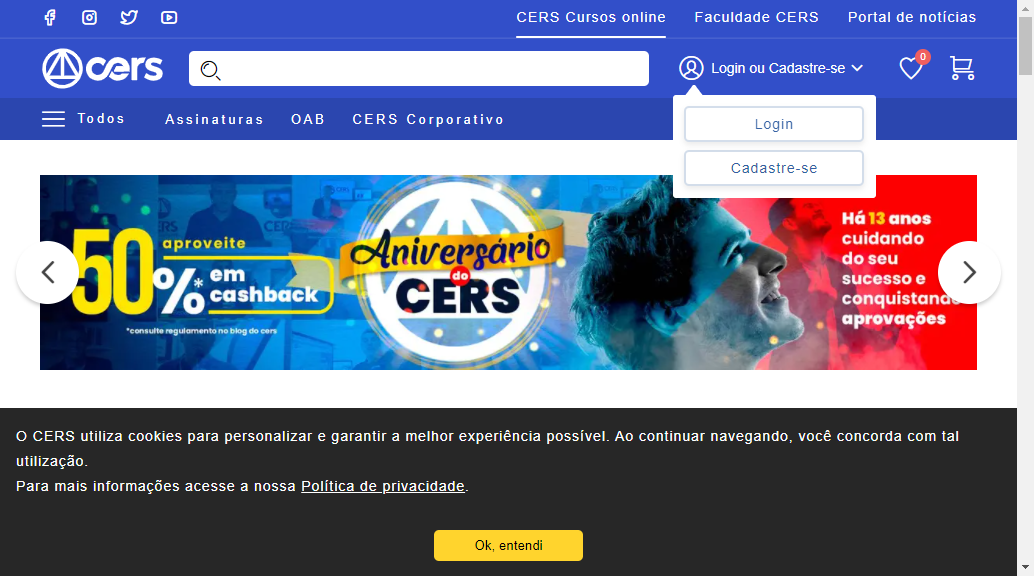 CERS Cursos online
Faculdade CERS
Portal de notícias
cers
Login ou Cadastre-se
0
Todos
Assinaturas
OAB
CERS Corporativo
Login
Cadastre-se
50%*
aproveite
em
cashback
*consulte regulamento no blog do cers
Aniversário
do
CERS
Há 13 anos
cuidando
do seu
sucesso e
conquistando
aprovações
O CERS utiliza cookies para personalizar e garantir a melhor experiência possível. Ao continuar navegando, você concorda com tal
utilização.
Para mais informações acesse a nossa Política de privacidade.
Ok, entendi